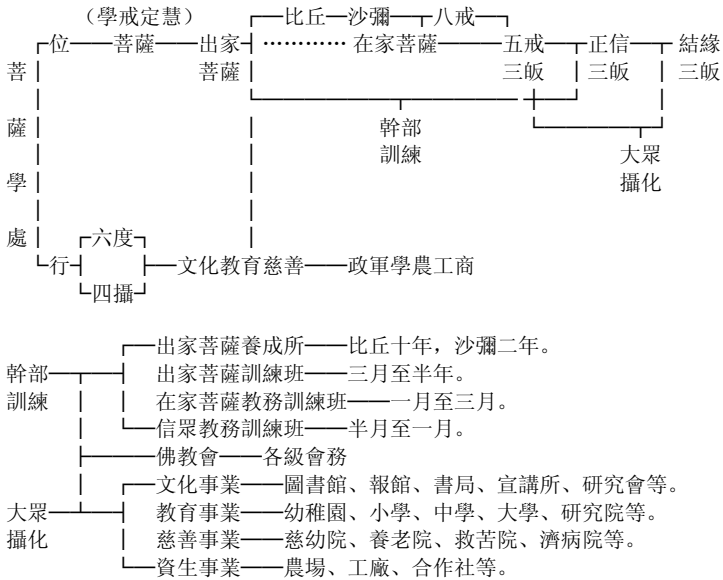 （學戒定慧） ┌──比丘──沙彌──┬八戒──┐
┌位───菩薩───出家┤ ………… 在家菩薩─────五戒──┬正信──┬ 結緣
菩│ 菩薩│ 三皈 │三皈 │ 三皈
│ └────────┬─────── ┼──┘ │
薩│ │ 幹部 └──────┬┘
│ │ 訓練 大眾
學│ │ 攝化
│ │
處│ ┌六度┐ │
└行┤ ├──文化教育慈善───政軍學農工商
└四攝┘
┌──出家菩薩養成所───比丘十年，沙彌二年。
幹部──┬──┤ 出家菩薩訓練班───三月至半年。
訓練 │ │ 在家菩薩教務訓練班───一月至三月。
│ └──信眾教務訓練班───半月至一月。
├─────佛教會───各級會務
│ ┌──文化事業───圖書館、報館、書局、宣講所、研究會等。
大眾──┴──┤ 教育事業───幼稚園、小學、中學、大學、研究院等。
攝化 │ 慈善事業───慈幼院、養老院、救苦院、濟病院等。
└──資生事業───農場、工廠、合作社等。